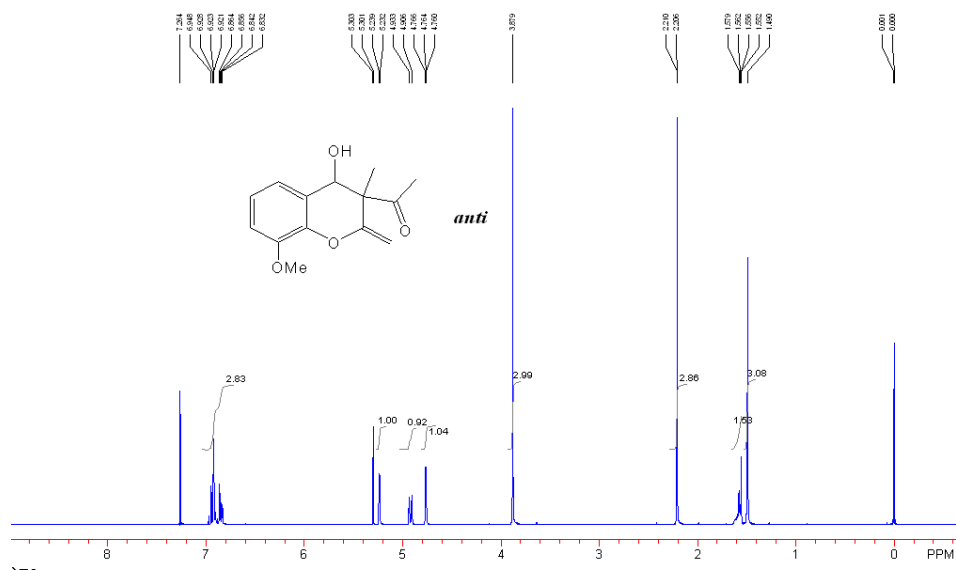 7.264 6.948 6.928 6.923 6.921 6.864 6.856 6.842 6.832 5.303 5.301 5.239 5.232 4.933 4.906 4.766 4.764 4.760 3.879 2.210 2.206 1.579 1.562 1.556 1.552 1.490 0.001 0.000
OH
O
O
OMe
anti
2.83 1.00 0.92 1.04 2.99 2.86 1.53 3.08
8 7 6 5 4 3 2 1 0 PPM